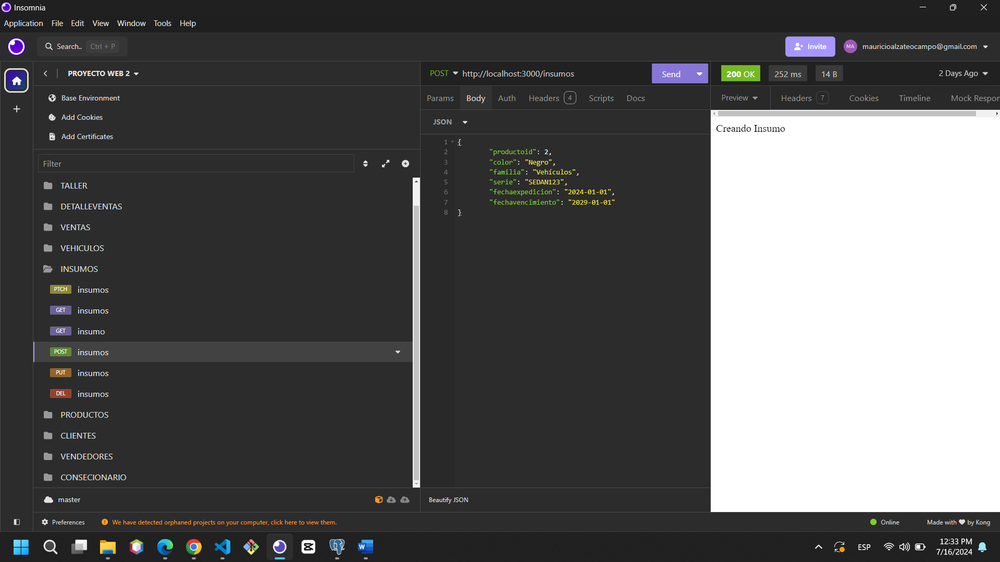 Insomnia
Application File Edit View Window Tools Help
Search.. Ctrl + P
Invite MA mauricioalzateocampo@gmail.com
PROYECTO WEB 2
Base Environment
Add Cookies
Add Certificates
Filter
TALLER
DETALLEVENTAS
VENTAS
VEHICULOS
INSUMOS
PTCH insumos
GET insumos
GET insumo
POST insumos
PUT insumos
DEL insumos
PRODUCTOS
CLIENTES
VENDEDORES
CONSECIONARIO
master
POST http://localhost:3000/insumos Send
Params Body Auth Headers 4 Scripts Docs
JSON
1 {
2 "productoid": 2,
3 "color": "Negro",
4 "familia": "Vehículos",
5 "serie": "SEDAN123",
6 "fechaexpedicion": "2024-01-01",
7 "fechavencimiento": "2029-01-01"
8 }
Beautify JSON
200 OK 252 ms 14 B 2 Days Ago
Preview Headers 7 Cookies Timeline Mock Respor
Creando Insumo
Preferences We have detected orphaned projects on your computer, click here to view them.
Online Made with by Kong
W ESP 12:33 PM
7/16/2024